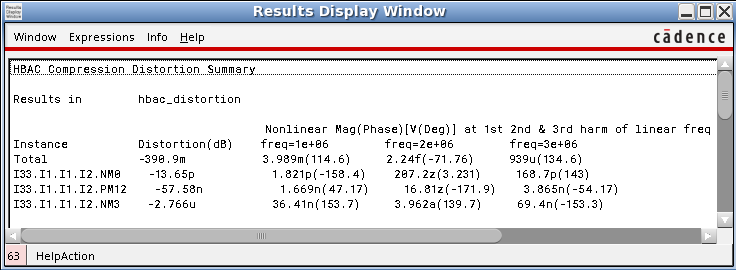 Results Display Window
Results Display Window
Window Expressions Info Help cādence
HBAC Compression Distortion Summary
Results in hbac_distortion
Nonlinear Mag(Phase)[V(Deg)] at 1st 2nd & 3rd harm of linear freq
Instance Distortion(dB) freq=1e+06 freq=2e+06 freq=3e+06
Total -390.9m 3.989m(114.6) 2.24f(-71.76) 939u(134.6)
I33.I1.I1.I2.NM0 -13.65p 1.821p(-158.4) 207.2z(3.231) 168.7p(143)
I33.I1.I1.I2.PM12 -57.58n 1.669n(47.17) 16.81z(-171.9) 3.865n(-54.17)
I33.I1.I1.I2.NM3 -2.766u 36.41n(153.7) 3.962a(139.7) 69.4n(-153.3)
63 HelpAction